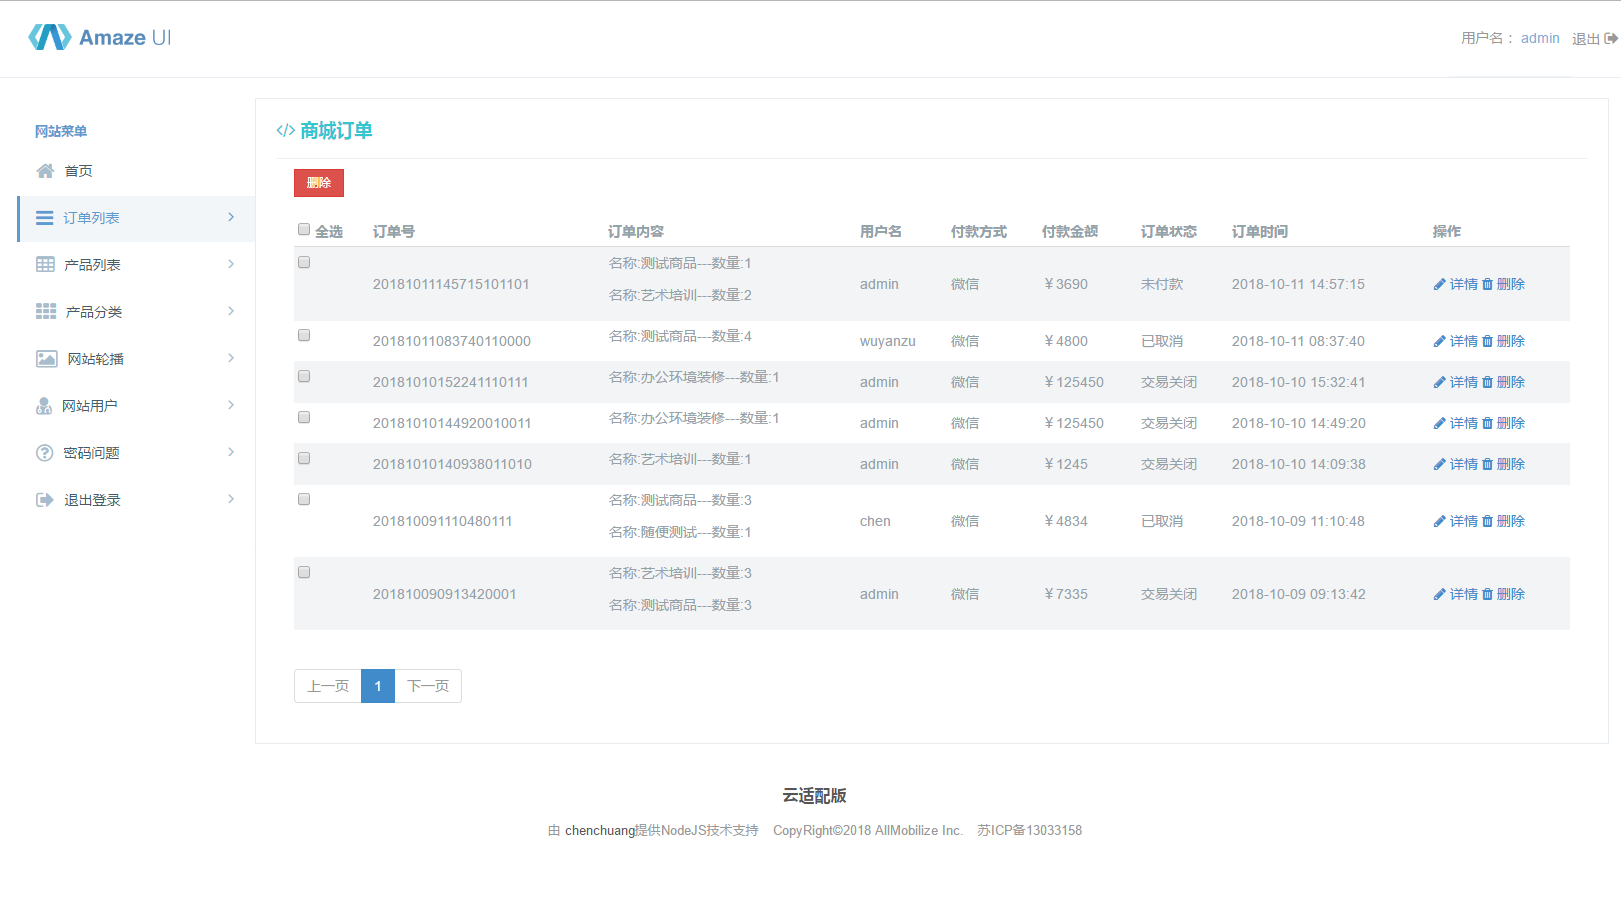 Amaze UI
用户名： admin 退出
网站菜单
首页
订单列表
产品列表
产品分类
网站轮播
网站用户
密码问题
退出登录
</> 商城订单
删除
全选 订单号 订单内容 用户名 付款方式 付款金额 订单状态 订单时间 操作
名称:测试商品---数量:1
20181011145715101101 admin 微信 ￥3690 未付款 2018-10-11 14:57:15 详情 删除
名称:艺术培训---数量:2
20181011083740110000 名称:测试商品---数量:4 wuyanzu 微信 ￥4800 已取消 2018-10-11 08:37:40 详情 删除
20181010152241110111 名称:办公环境装修---数量:1 admin 微信 ￥125450 交易关闭 2018-10-10 15:32:41 详情 删除
20181010144920010011 名称:办公环境装修---数量:1 admin 微信 ￥125450 交易关闭 2018-10-10 14:49:20 详情 删除
20181010140938011010 名称:艺术培训---数量:1 admin 微信 ￥1245 交易关闭 2018-10-10 14:09:38 详情 删除
名称:测试商品---数量:3
201810091110480111 chen 微信 ￥4834 已取消 2018-10-09 11:10:48 详情 删除
名称:随便测试---数量:1
名称:艺术培训---数量:3
201810090913420001 admin 微信 ￥7335 交易关闭 2018-10-09 09:13:42 详情 删除
名称:测试商品---数量:3
上一页 1 下一页
云适配版
由 chenchuang提供NodeJS技术支持 CopyRight©2018 AllMobilize Inc. 苏ICP备13033158